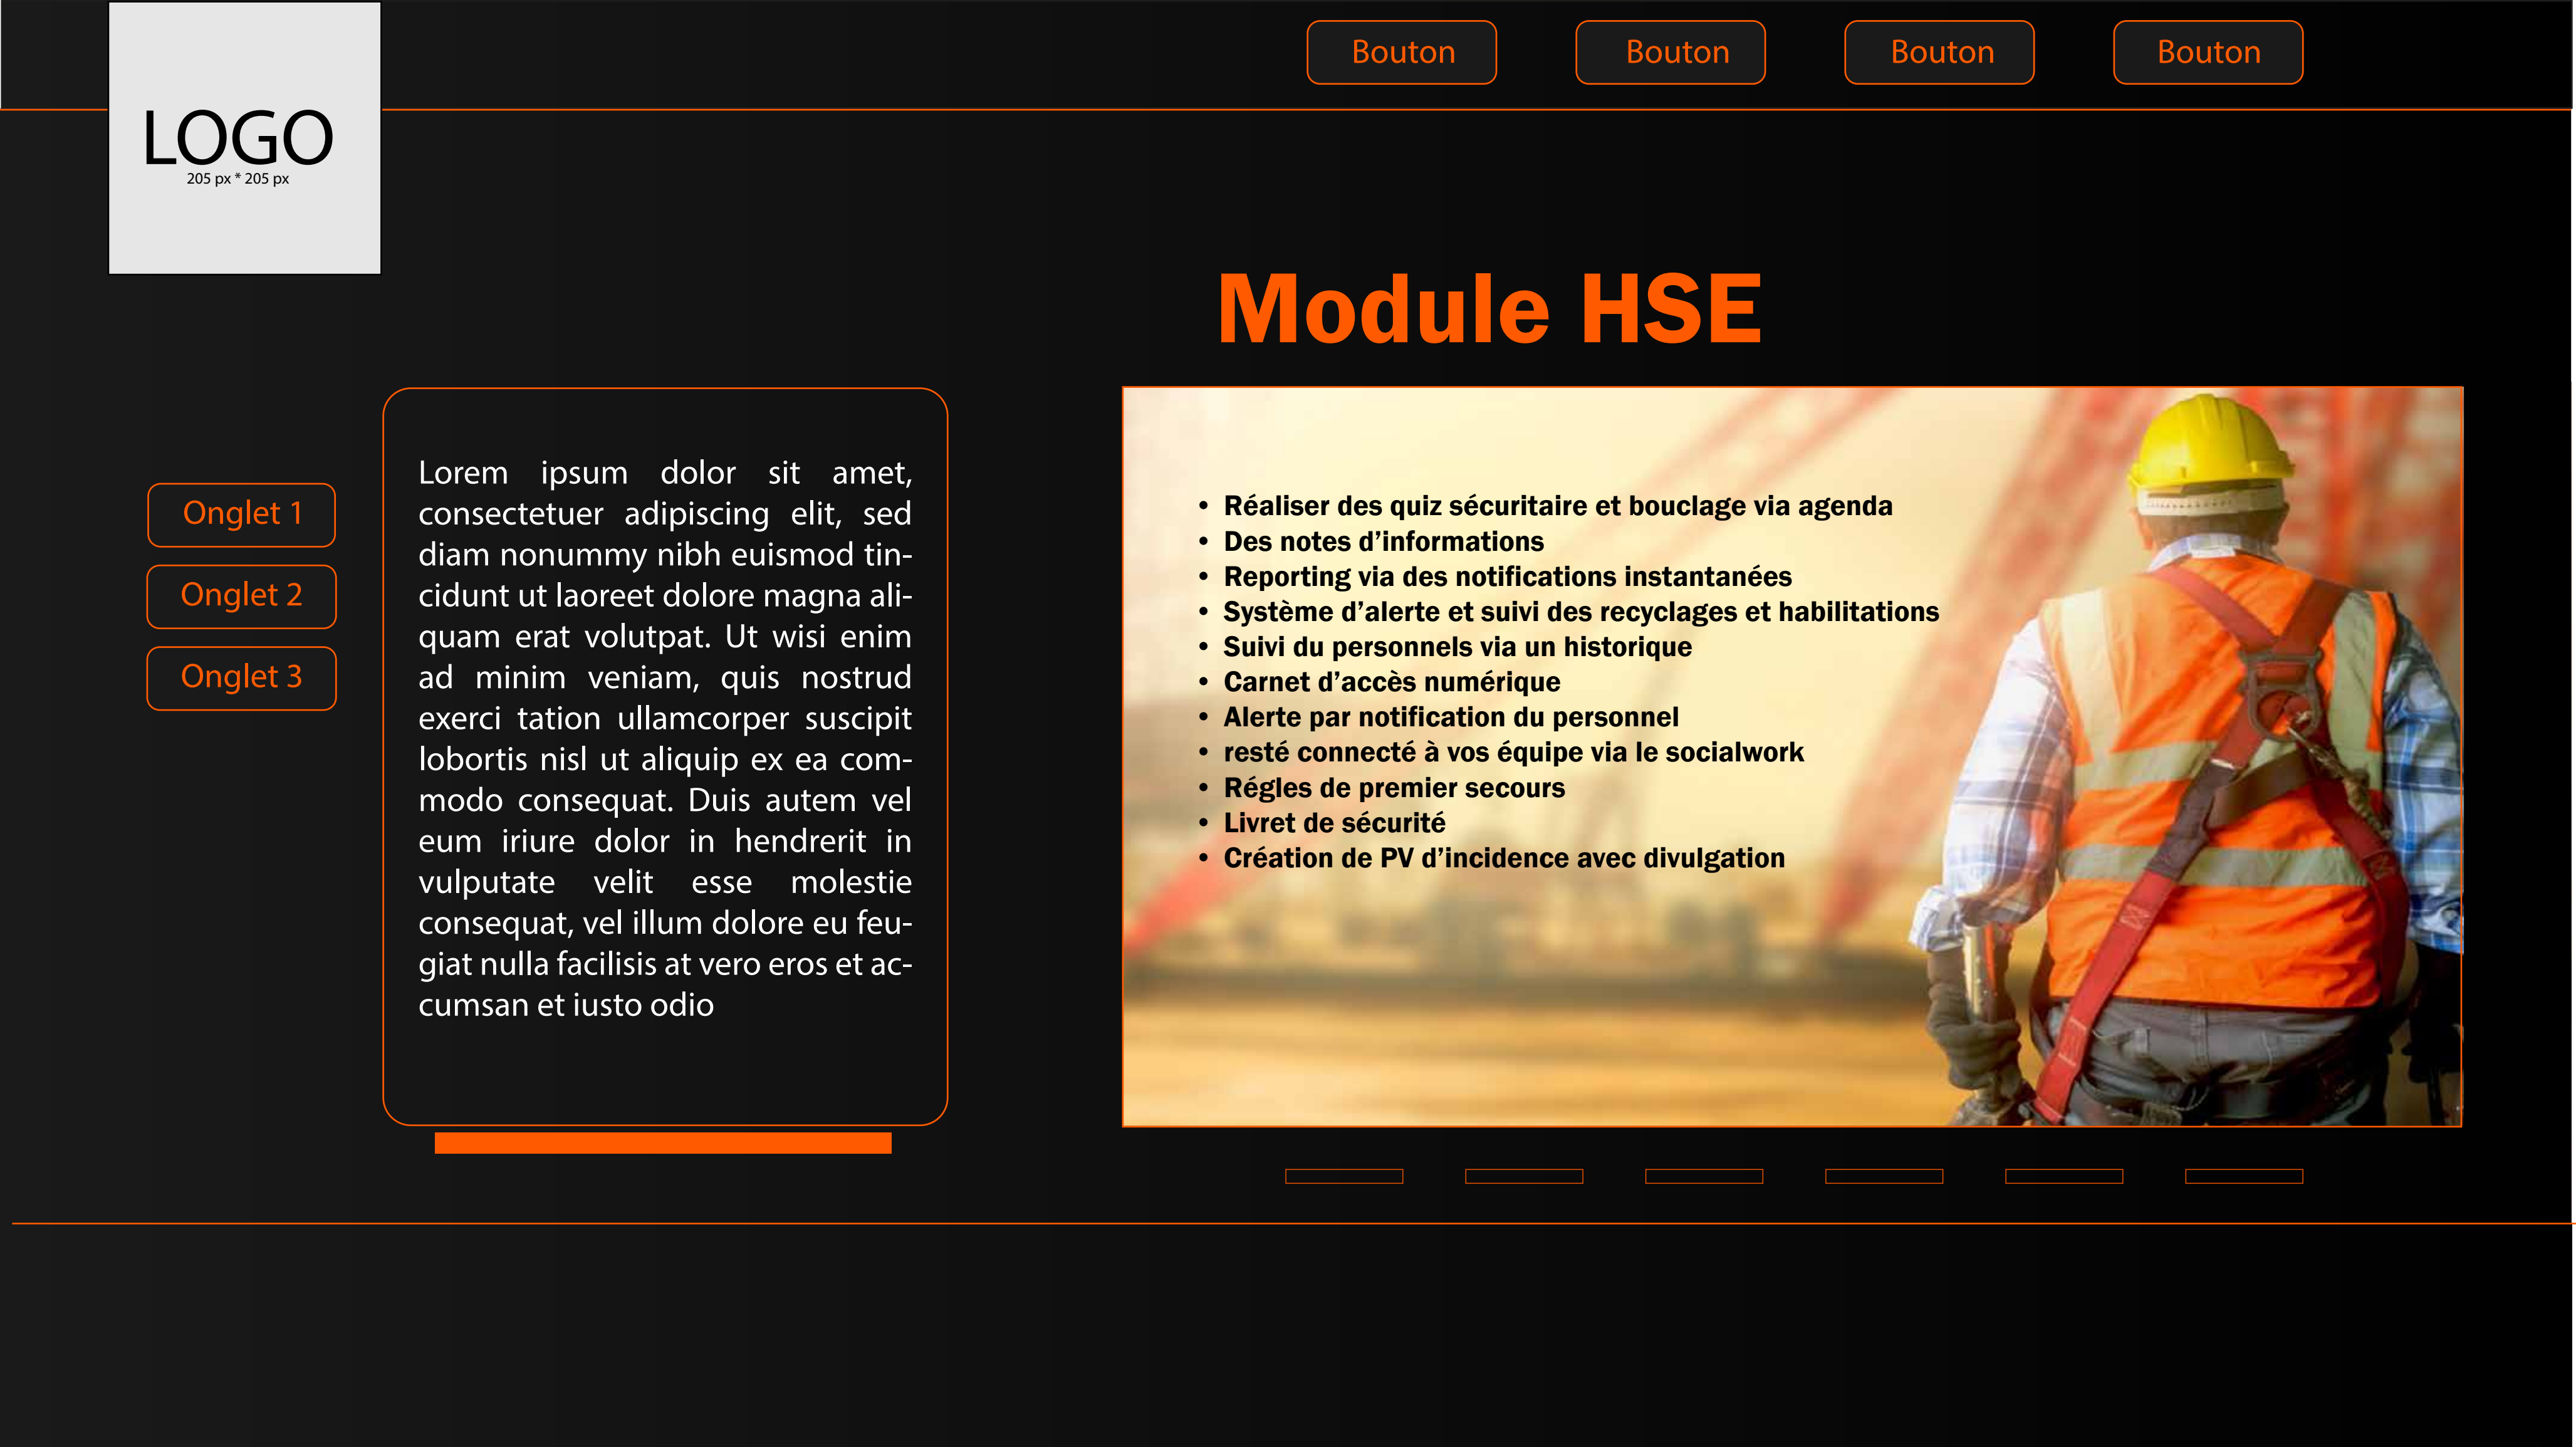 LOGO
205 px * 205 px
Bouton
Bouton
Bouton
Bouton
Module HSE
Onglet 1
Onglet 2
Onglet 3
Lorem ipsum dolor sit amet,
consectetuer adipiscing elit, sed
diam nonummy nibh euismod tin-
cidunt ut laoreet dolore magna ali-
quam erat volutpat. Ut wisi enim
ad minim veniam, quis nostrud
exerci tation ullamcorper suscipit
lobortis nisl ut aliquip ex ea com-
modo consequat. Duis autem vel
eum iriure dolor in hendrerit in
vulputate velit esse molestie
consequat, vel illum dolore eu feu-
giat nulla facilisis at vero eros et ac-
cumsan et iusto odio
• Réaliser des quiz sécuritaire et bouclage via agenda
• Des notes d’informations
• Reporting via des notifications instantanées
• Système d’alerte et suivi des recyclages et habilitations
• Suivi du personnels via un historique
• Carnet d’accès numérique
• Alerte par notification du personnel
• resté connecté à vos équipe via le socialwork
• Régles de premier secours
• Livret de sécurité
• Création de PV d’incidence avec divulgation